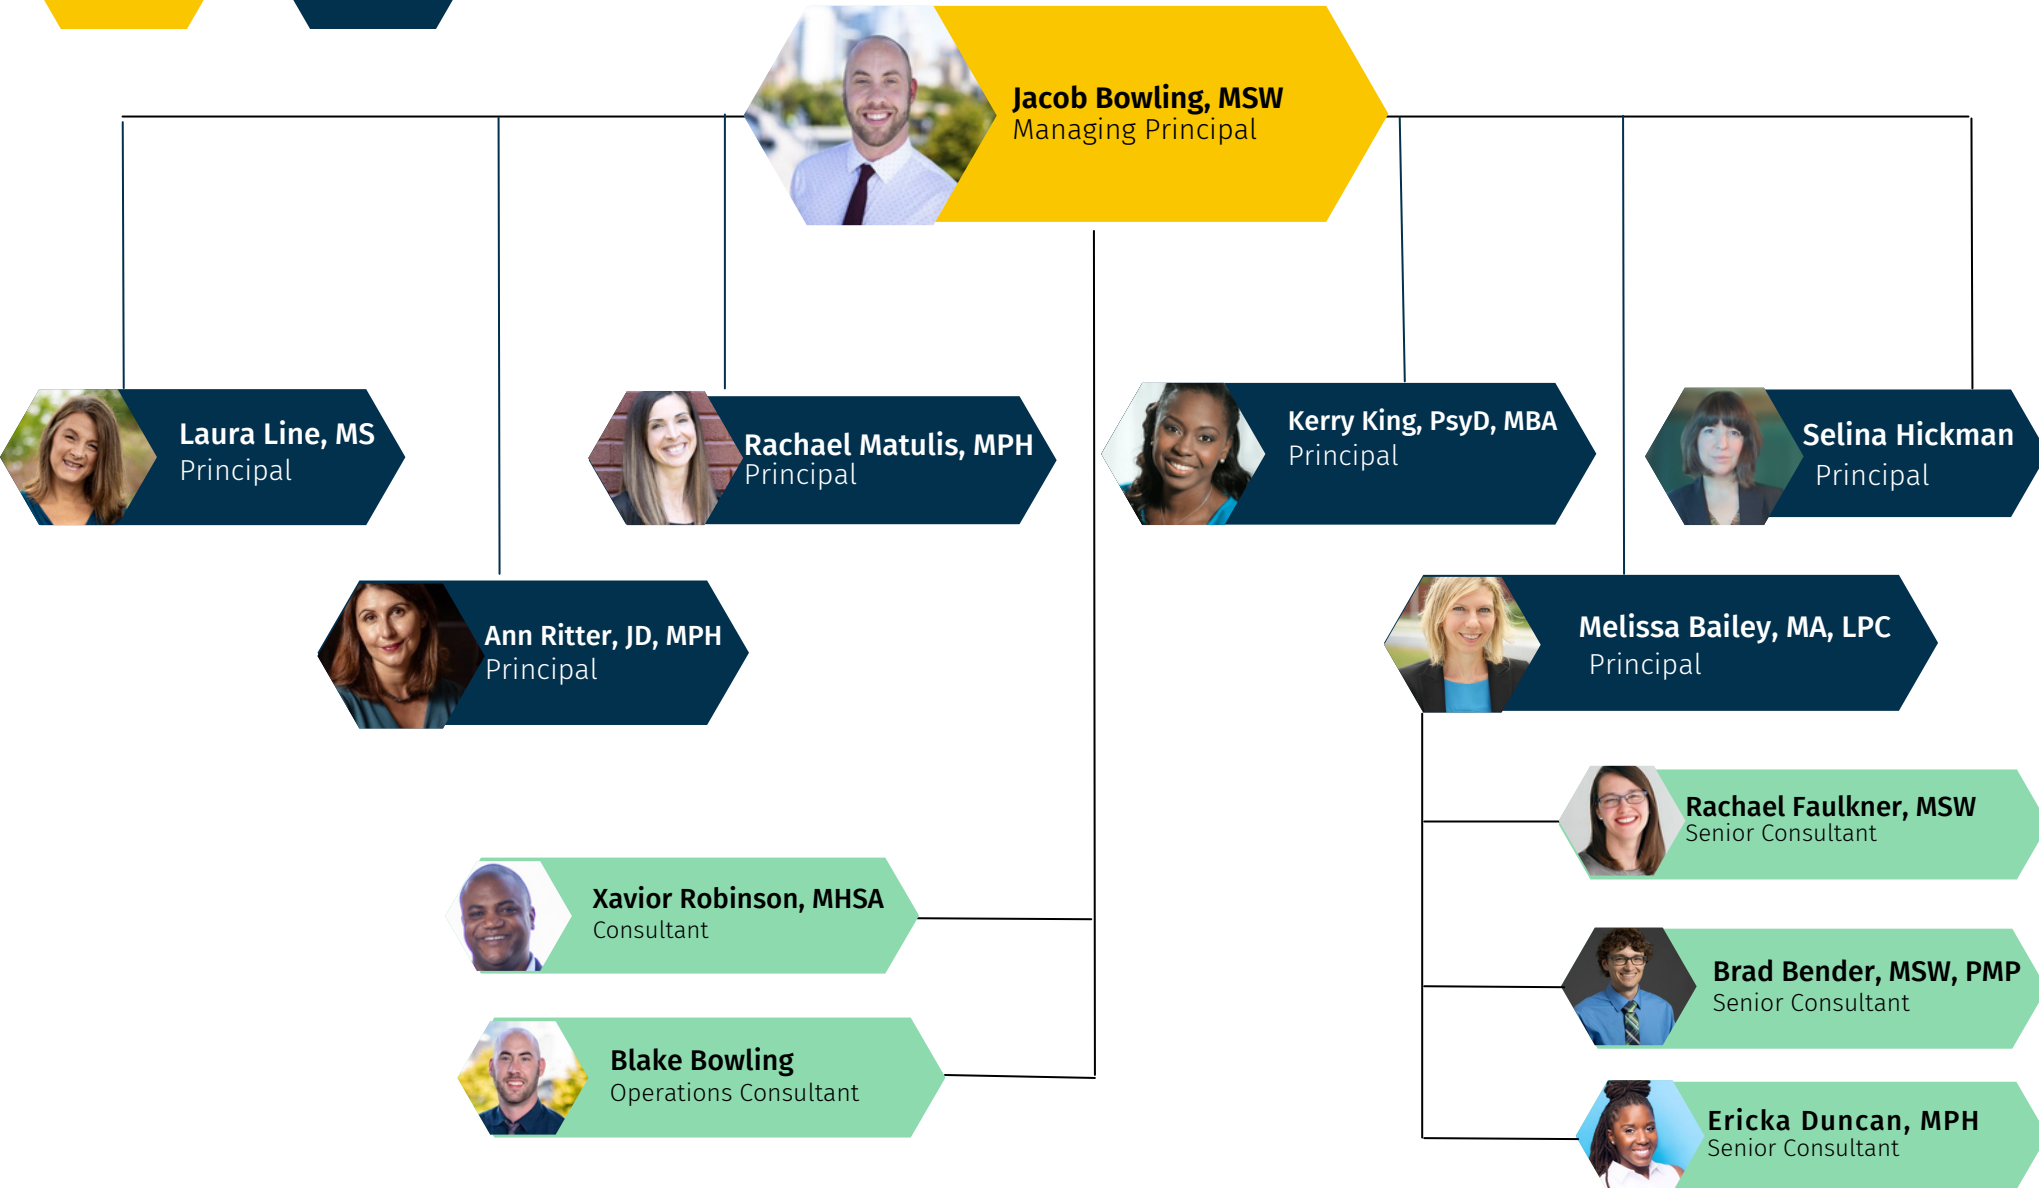 Jacob Bowling, MSW
Managing Principal
Laura Line, MS
Principal
Rachael Matulis, MPH
Principal
Kerry King, PsyD, MBA
Principal
Selina Hickman
Principal
Ann Ritter, JD, MPH
Principal
Melissa Bailey, MA, LPC
Principal
Rachael Faulkner, MSW
Senior Consultant
Xavior Robinson, MHSA
Consultant
Brad Bender, MSW, PMP
Senior Consultant
Blake Bowling
Operations Consultant
Ericka Duncan, MPH
Senior Consultant